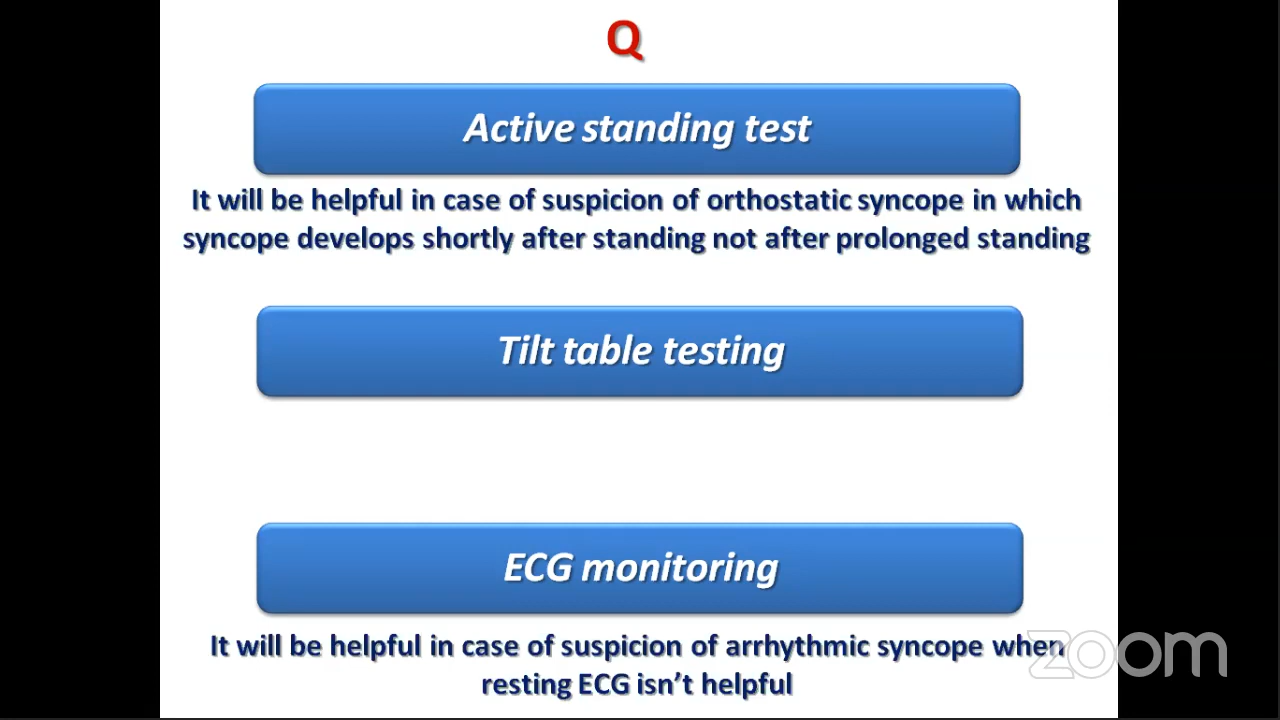 Q
Active standing test
It will be helpful in case of suspicion of orthostatic syncope in which
syncope develops shortly after standing not after prolonged standing
Tilt table testing
ECG monitoring
It will be helpful in case of suspicion of arrhythmic syncope when
resting ECG isn't helpful
zoom